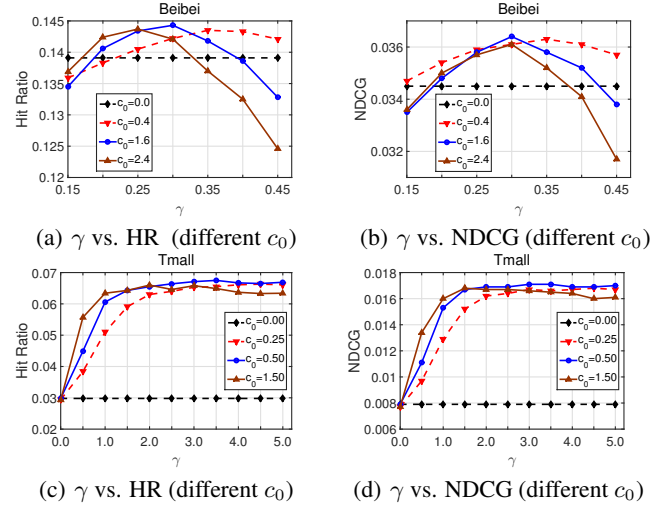 Beibei
Hit Ratio
0.145
0.14
0.135
0.13
0.125
0.12
c₀=0.0
c₀=0.4
c₀=1.6
c₀=2.4
0.15 0.25 0.35 0.45
γ
(a) γ vs. HR (different c₀)
Beibei
NDCG
0.036
0.034
0.032
c₀=0.0
c₀=0.4
c₀=1.6
c₀=2.4
0.15 0.25 0.35 0.45
γ
(b) γ vs. NDCG (different c₀)
Tmall
Hit Ratio
0.07
0.06
0.05
0.04
0.03
0.02
c₀=0.00
c₀=0.25
c₀=0.50
c₀=1.50
0.0 1.0 2.0 3.0 4.0 5.0
γ
(c) γ vs. HR (different c₀)
Tmall
NDCG
0.018
0.016
0.014
0.012
0.010
0.008
0.006
c₀=0.00
c₀=0.25
c₀=0.50
c₀=1.50
0.0 1.0 2.0 3.0 4.0 5.0
γ
(d) γ vs. NDCG (different c₀)